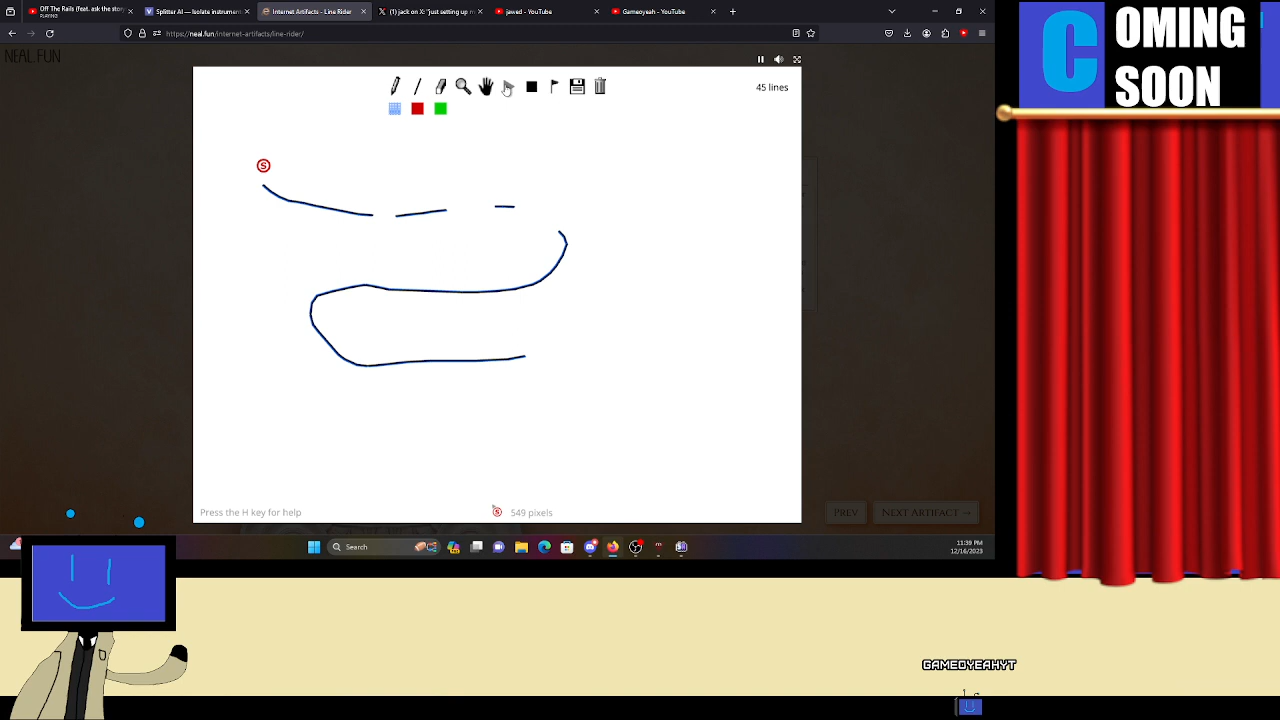 Off The Rails (feat. ask the story
PLAYING
Splitter AI — Isolate instrument
Internet Artifacts – Line Rider
(1) jack on X: "just setting up m
jawed - YouTube
Gameoyeah - YouTube
https://neal.fun/internet-artifacts/line-rider/
NEAL.FUN
45 lines
S
Press the H key for help
S 549 pixels
PREV
NEXT ARTIFACT →
Search
11:39 PM
12/16/2023
COMING
SOON
GAMEOYEAHYT